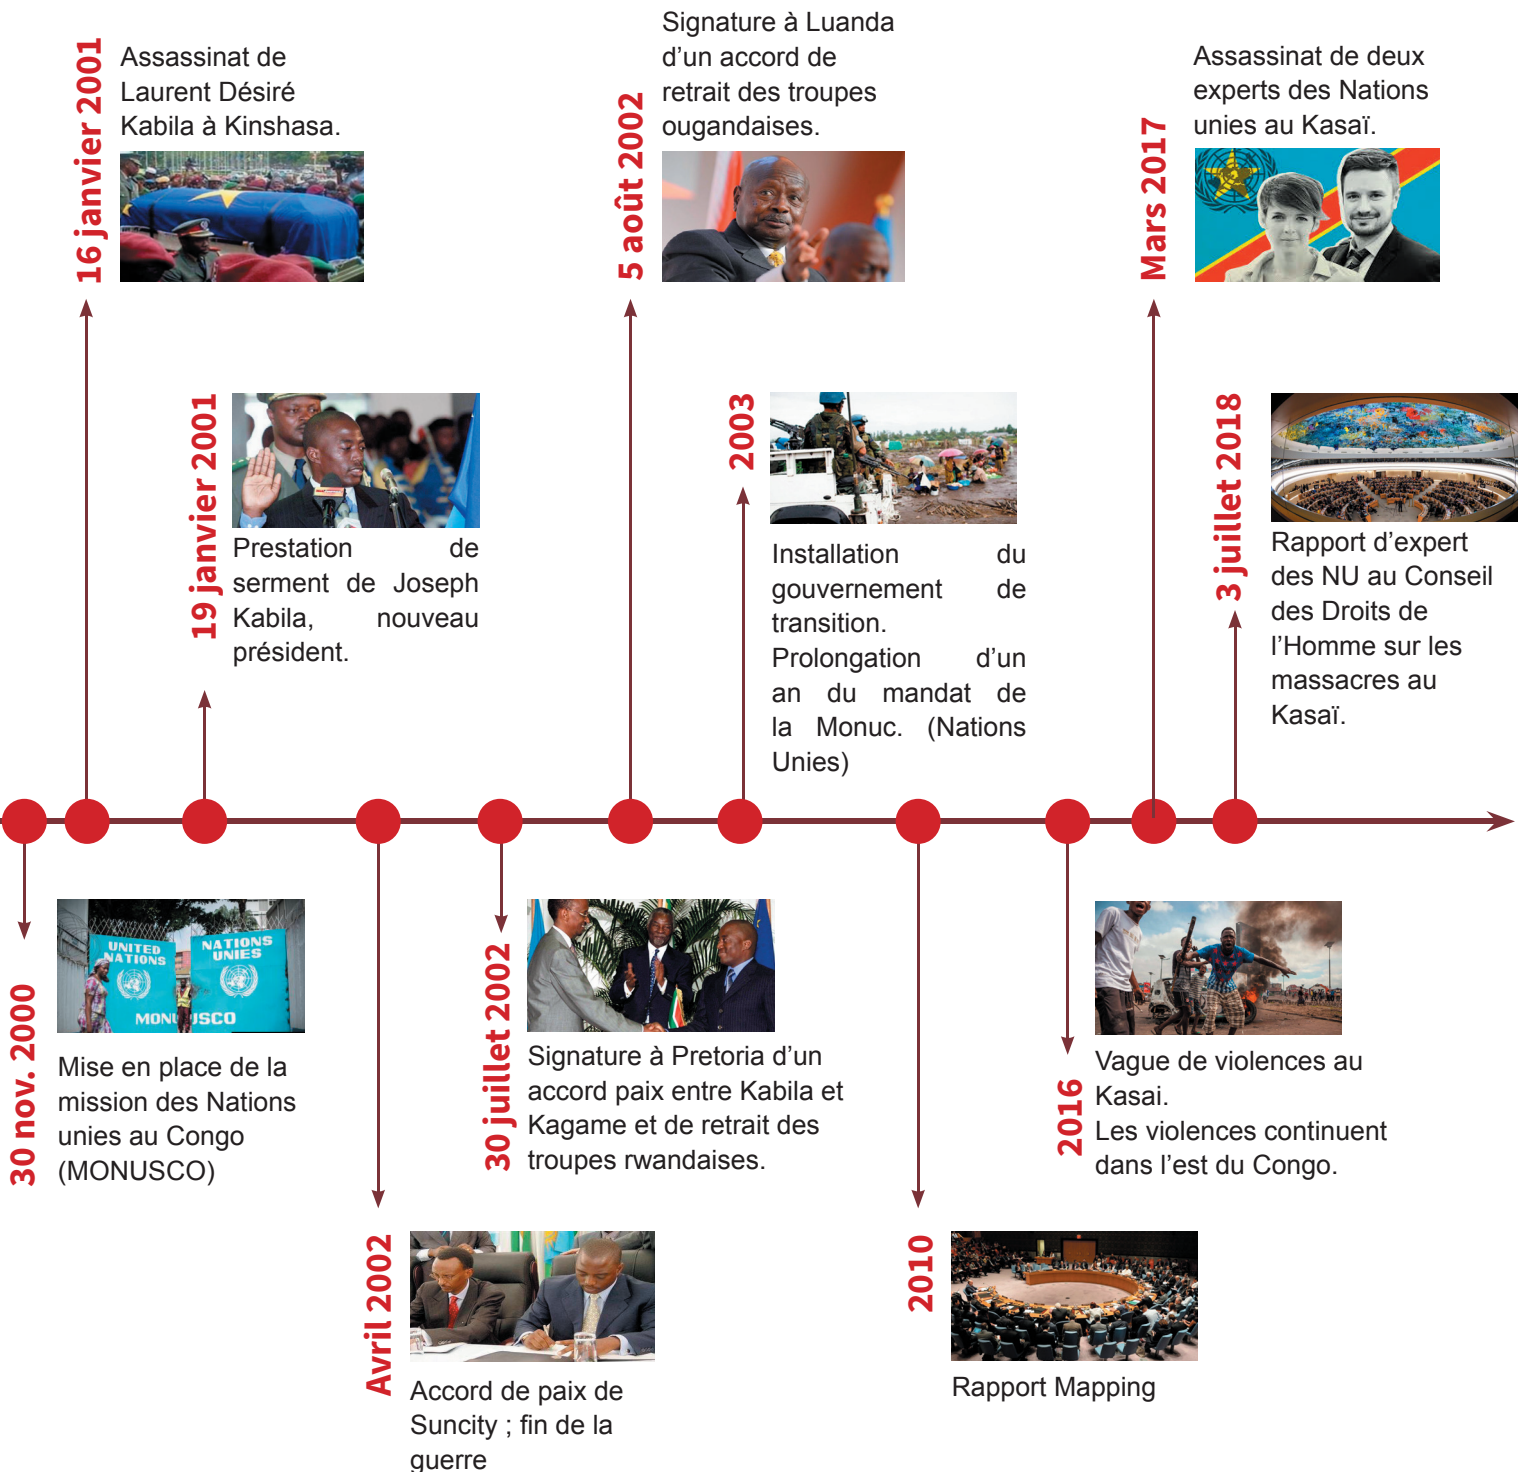 16 janvier 2001
Assassinat de
Laurent Désiré
Kabila à Kinshasa.
5 août 2002
Signature à Luanda
d’un accord de
retrait des troupes
ougandaises.
Mars 2017
Assassinat de deux
experts des Nations
unies au Kasaï.
19 janvier 2001
Prestation de
serment de Joseph
Kabila, nouveau
président.
2003
Installation du
gouvernement de
transition.
Prolongation d’un
an du mandat de
la Monuc. (Nations
Unies)
3 juillet 2018
Rapport d’expert
des NU au Conseil
des Droits de
l’Homme sur les
massacres au
Kasaï.
30 nov. 2000
UNITED
NATIONS
NATIONS
UNIES
MONUSCO
Mise en place de la
mission des Nations
unies au Congo
(MONUSCO)
30 juillet 2002
Signature à Pretoria d’un
accord paix entre Kabila et
Kagame et de retrait des
troupes rwandaises.
2016
Vague de violences au
Kasai.
Les violences continuent
dans l’est du Congo.
Avril 2002
Accord de paix de
Suncity ; fin de la
guerre
2010
Rapport Mapping